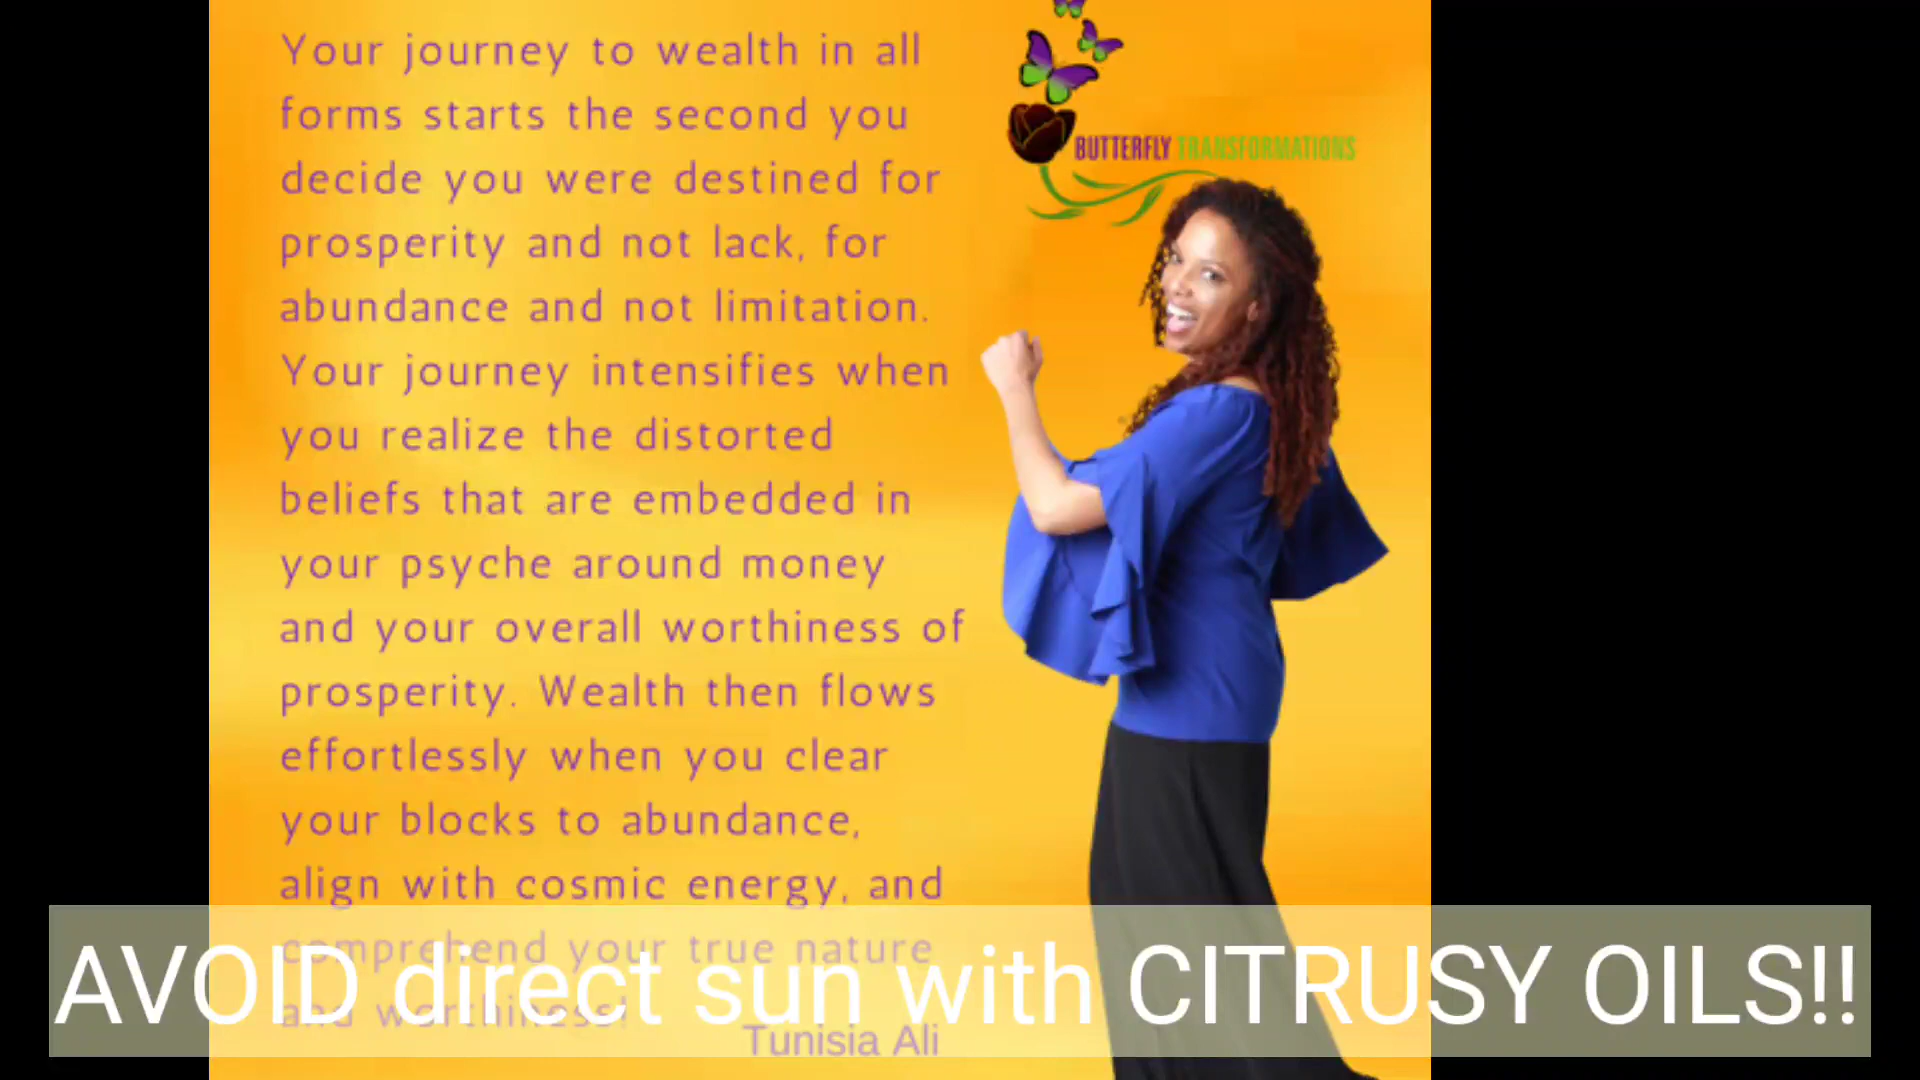 Your journey to wealth in all
forms starts the second you
decide you were destined for
prosperity and not lack, for
abundance and not limitation.
Your journey intensifies when
you realize the distorted
beliefs that are embedded in
your psyche around money
and your overall worthiness of
prosperity. Wealth then flows
effortlessly when you clear
your blocks to abundance,
align with cosmic energy, and
comprehend your true nature
and worthiness!
Tunisia Ali
BUTTERFLY TRANSFORMATIONS
AVOID direct sun with CITRUSY OILS!!